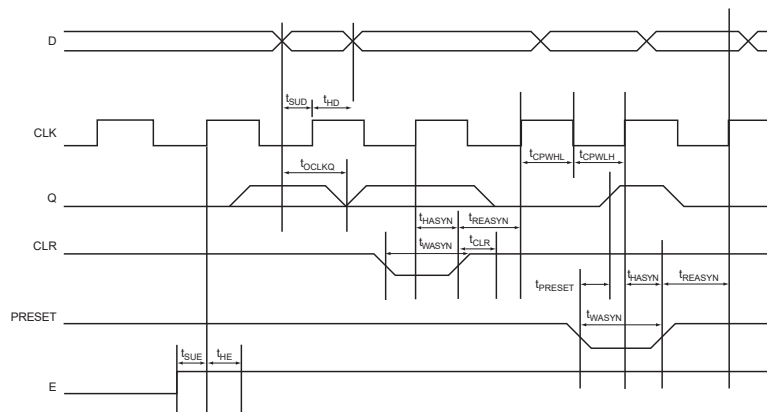 D
tSUD
tHD
CLK
tCPWHL
tCPWLH
tOCLKQ
Q
tHASYN
tREASYN
tCLR
CLR
tWASYN
tPRESET
tHASYN
tREASYN
PRESET
tWASYN
tSUE
tHE
E